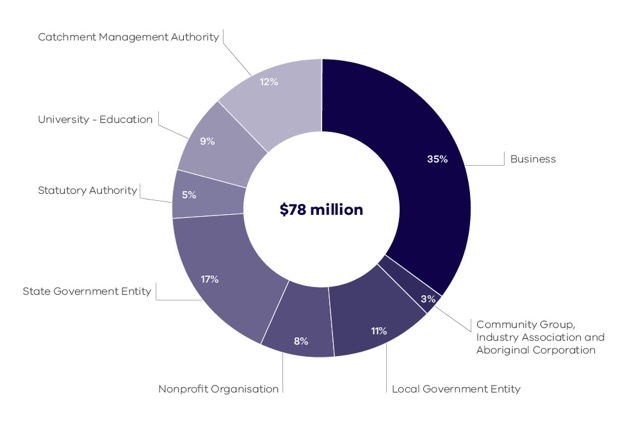 Catchment Management Authority
12%
University - Education
9%
35%
Business
Statutory Authority
5%
$78 million
17%
State Government Entity
3%
Community Group,
Industry Association and
Aboriginal Corporation
11%
8%
Nonprofit Organisation
Local Government Entity